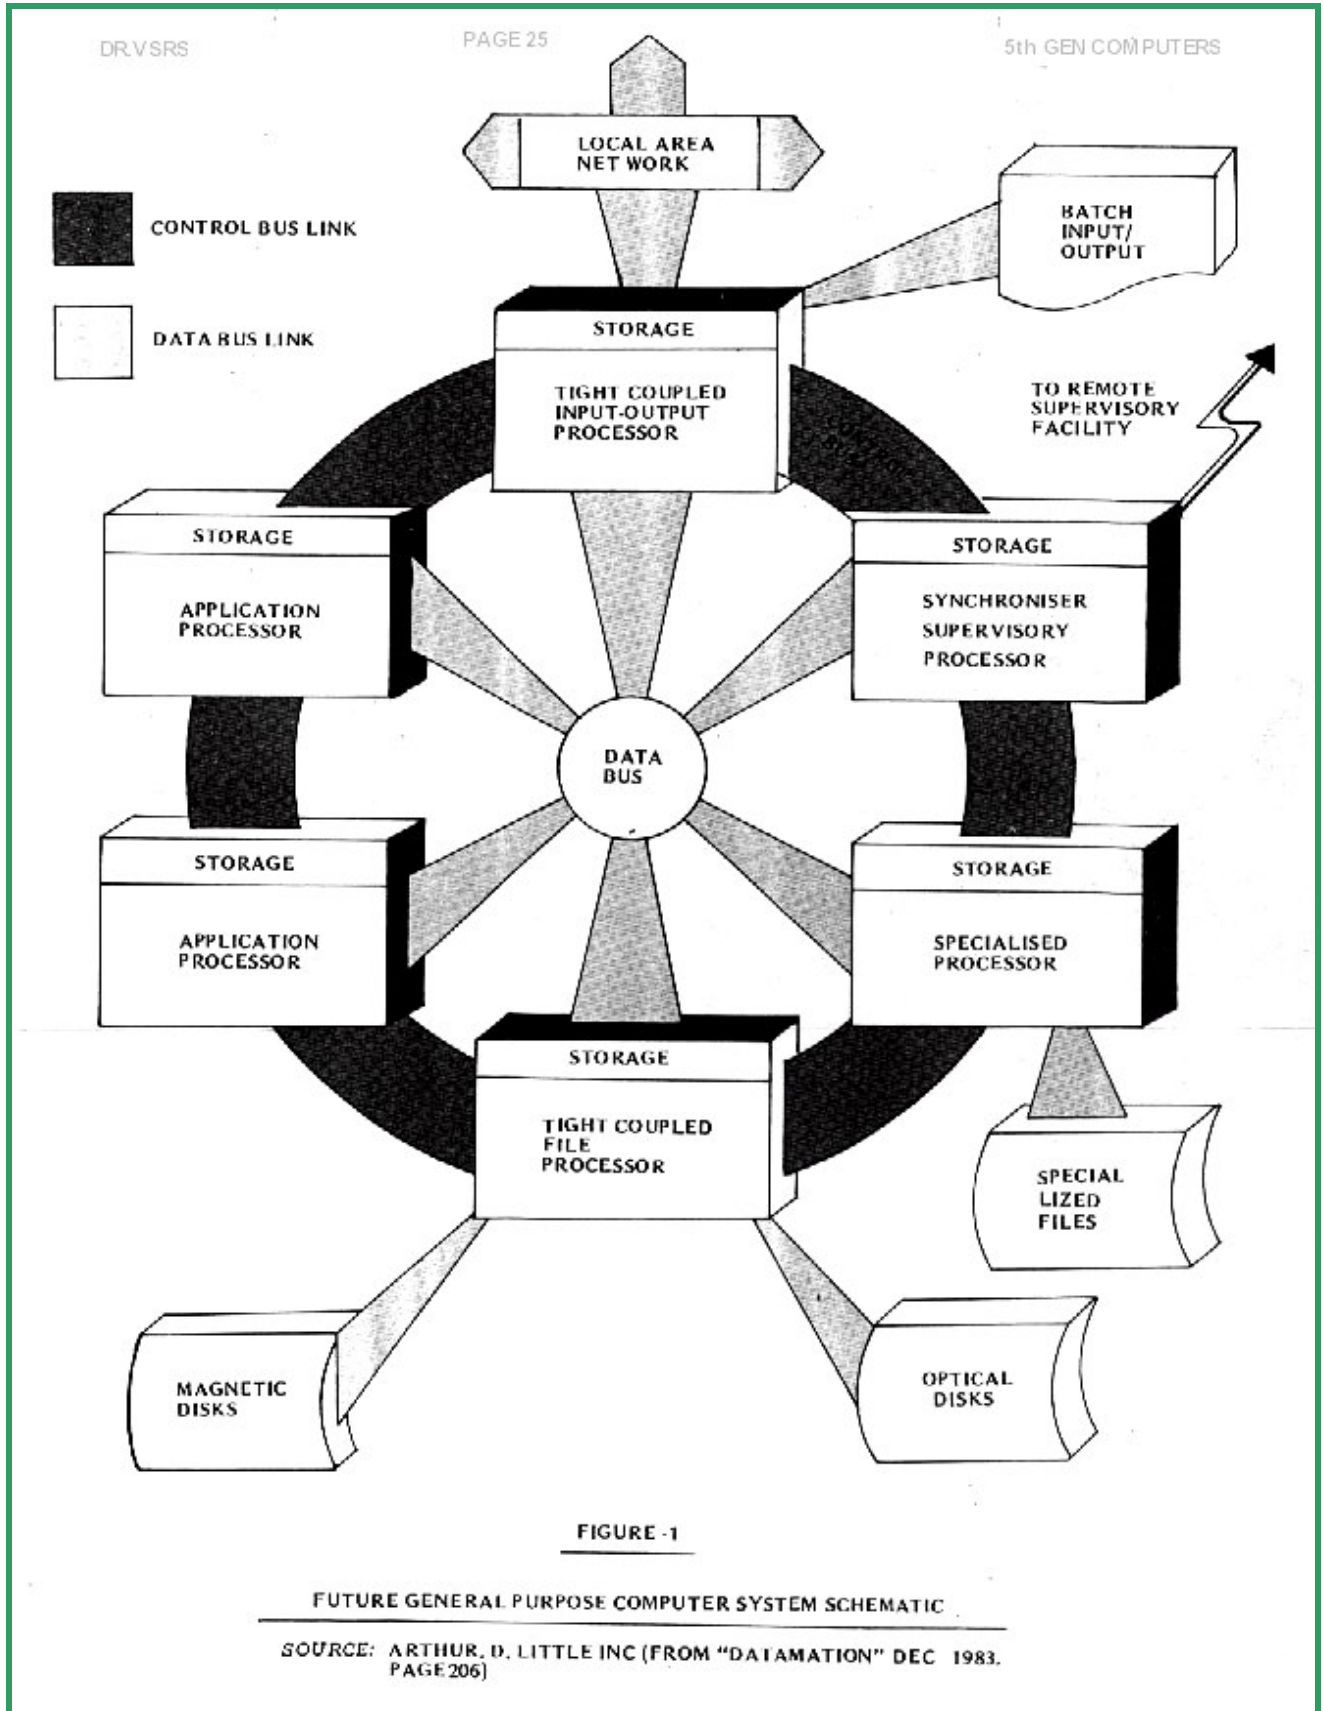 DR.VSRS
PAGE 25
5th GEN COMPUTERS
LOCAL AREA
NET WORK
BATCH
INPUT/
OUTPUT
CONTROL BUS LINK
DATA BUS LINK
STORAGE
TIGHT COUPLED
INPUT-OUTPUT
PROCESSOR
TO REMOTE
SUPERVISORY
FACILITY
CONTROL
BUS
STORAGE
APPLICATION
PROCESSOR
STORAGE
SYNCHRONISER
SUPERVISORY
PROCESSOR
DATA
BUS
STORAGE
APPLICATION
PROCESSOR
STORAGE
SPECIALISED
PROCESSOR
STORAGE
TIGHT COUPLED
FILE
PROCESSOR
SPECIAL
LIZED
FILES
MAGNETIC
DISKS
OPTICAL
DISKS
FIGURE -1
FUTURE GENERAL PURPOSE COMPUTER SYSTEM SCHEMATIC
SOURCE: ARTHUR. D. LITTLE INC (FROM "DATAMATION" DEC 1983.
PAGE 206)